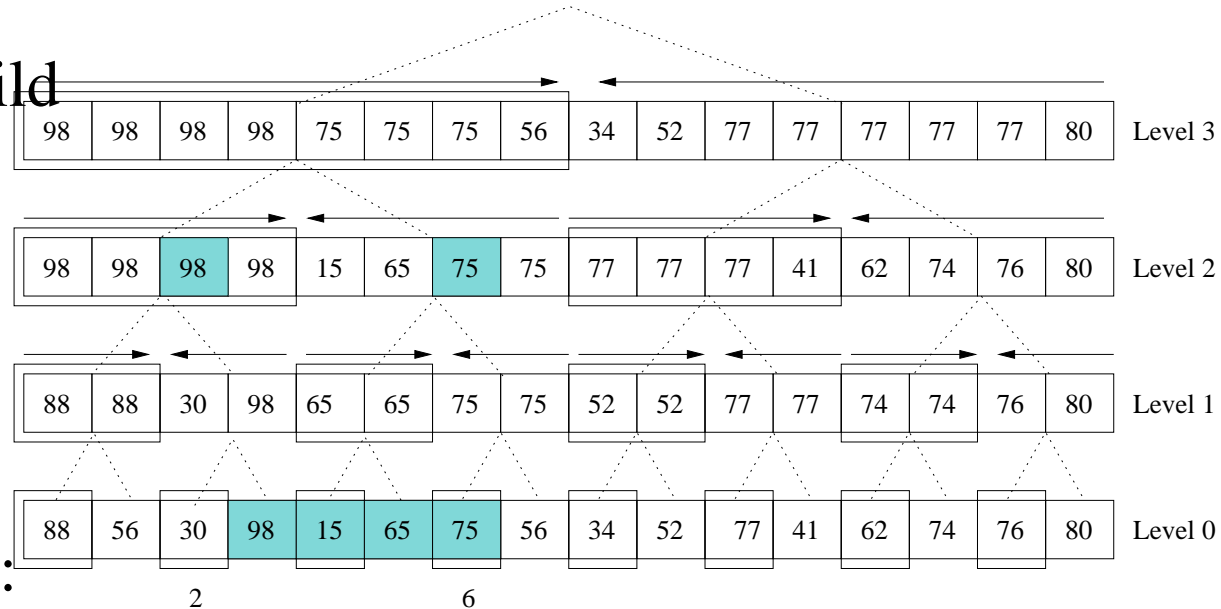 ild
98 98 98 98 75 75 75 56 34 52 77 77 77 77 77 80 Level 3
98 98 98 98 15 65 75 75 77 77 77 41 62 74 76 80 Level 2
88 88 30 98 65 65 75 75 52 52 77 77 74 74 76 80 Level 1
88 56 30 98 15 65 75 56 34 52 77 41 62 74 76 80 Level 0
:
2 6